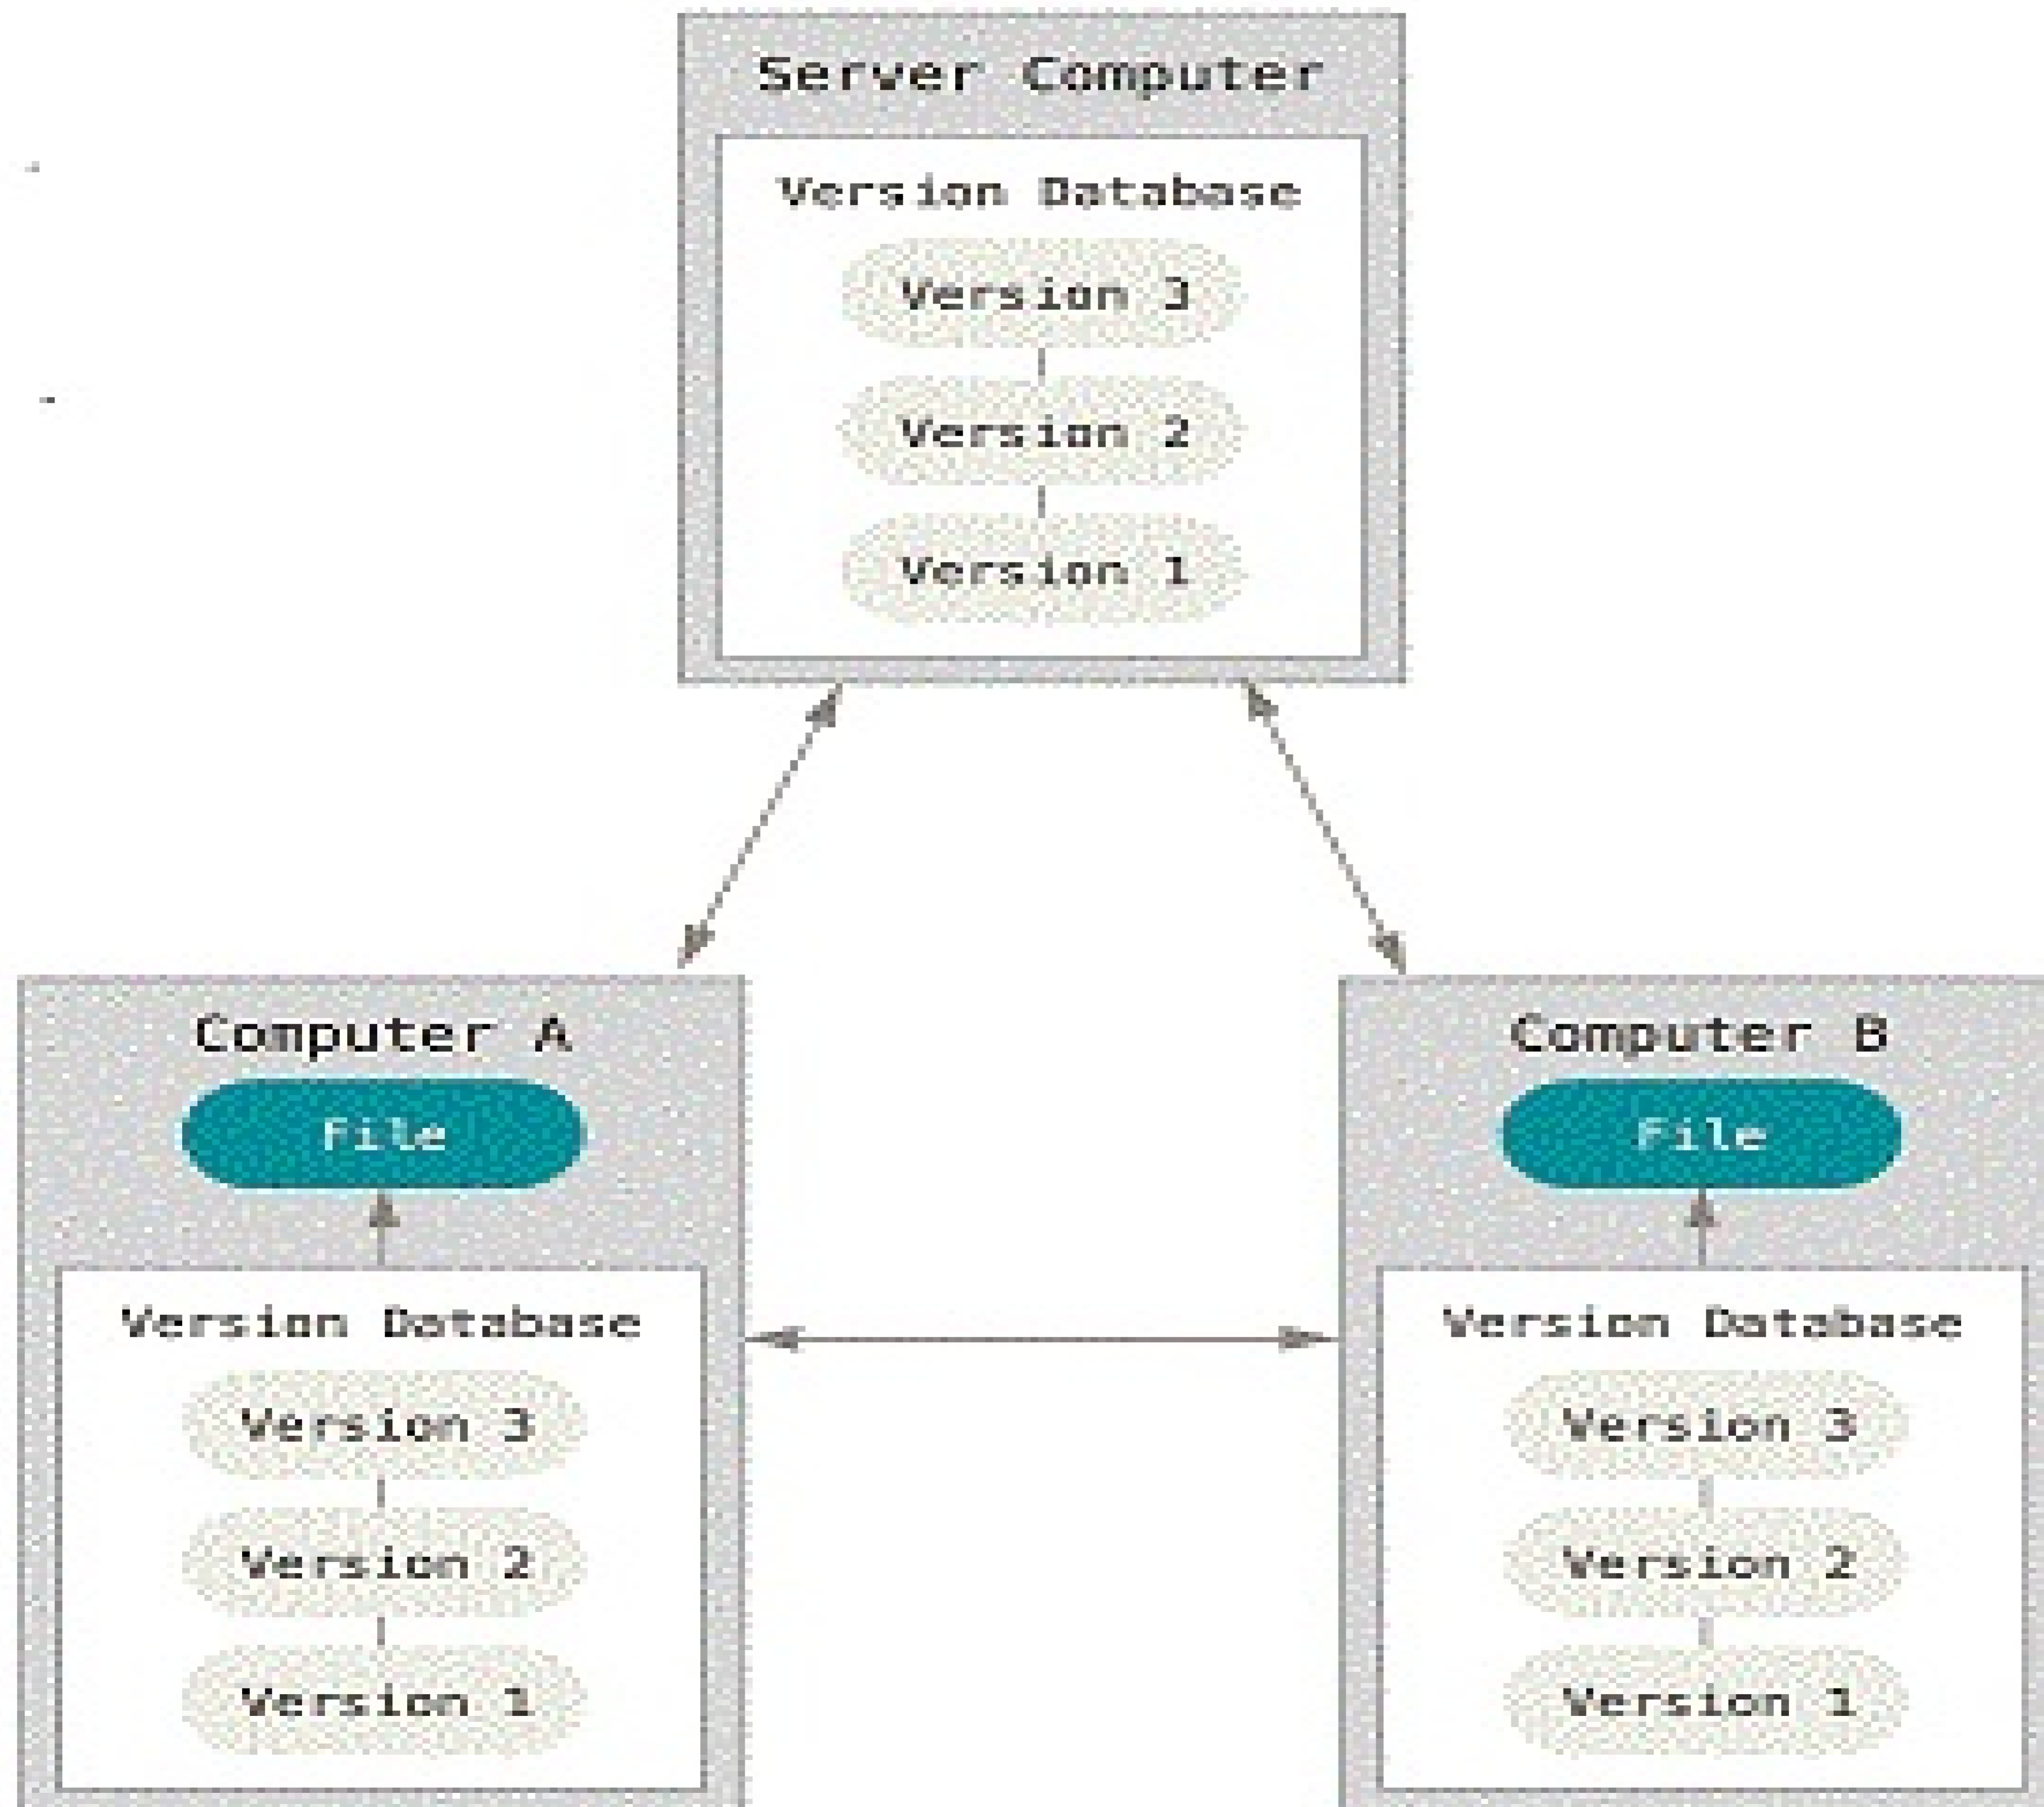 Server Computer
Version Database
Version 3
Version 2
Version 1
Computer A
File
Version Database
Version 3
Version 2
Version 1
Computer B
File
Version Database
Version 3
Version 2
Version 1